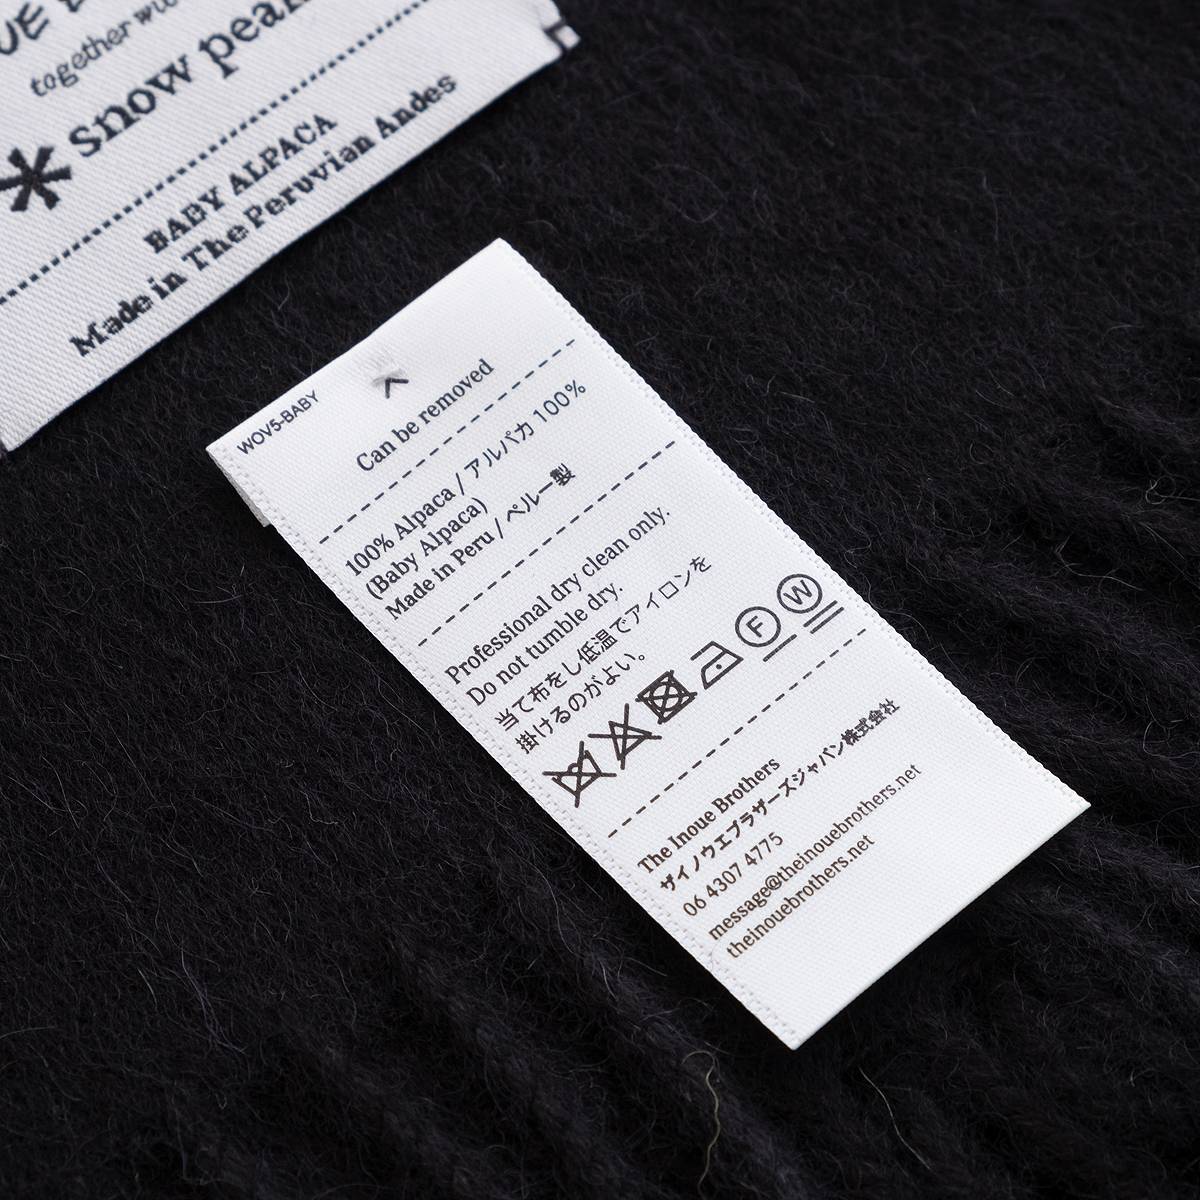 together
snow peak
BABY ALPACA
Made in The Peruvian Andes
WOV5-BABY
Can be removed
100% Alpaca / アルパカ 100%
(Baby Alpaca)
Made in Peru / ペルー製
Professional dry clean only.
Do not tumble dry.
当て布をし低温でアイロンを
掛けるのがよい。
F W
The Inoue Brothers
ザイノウエブラザーズジャパン株式会社
06 4307 4775
message@theinouebrothers.net
theinouebrothers.net